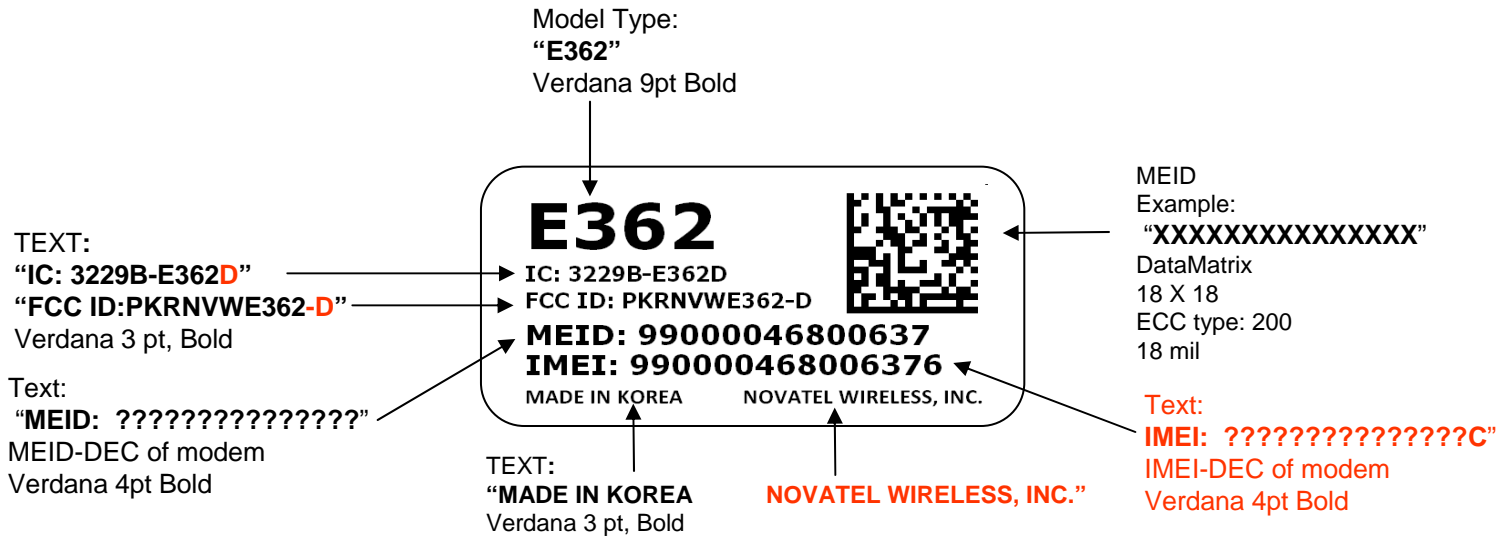 Model Type:
“E362”
Verdana 9pt Bold
TEXT:
“IC: 3229B-E362D”
“FCC ID:PKRNVWE362-D”
Verdana 3 pt, Bold
Text:
“MEID:  ???????????????”
MEID-DEC of modem
Verdana 4pt Bold
E362
IC: 3229B-E362D
FCC ID: PKRNVWE362-D
MEID: 99000046800637
IMEI: 990000468006376
MADE IN KOREA NOVATEL WIRELESS, INC.
MEID
Example:
“XXXXXXXXXXXXXXX”
DataMatrix
18 X 18
ECC type: 200
18 mil
Text:
IMEI:  ???????????????C”
IMEI-DEC of modem
Verdana 4pt Bold
TEXT:
“MADE IN KOREA NOVATEL WIRELESS, INC.”
Verdana 3 pt, Bold